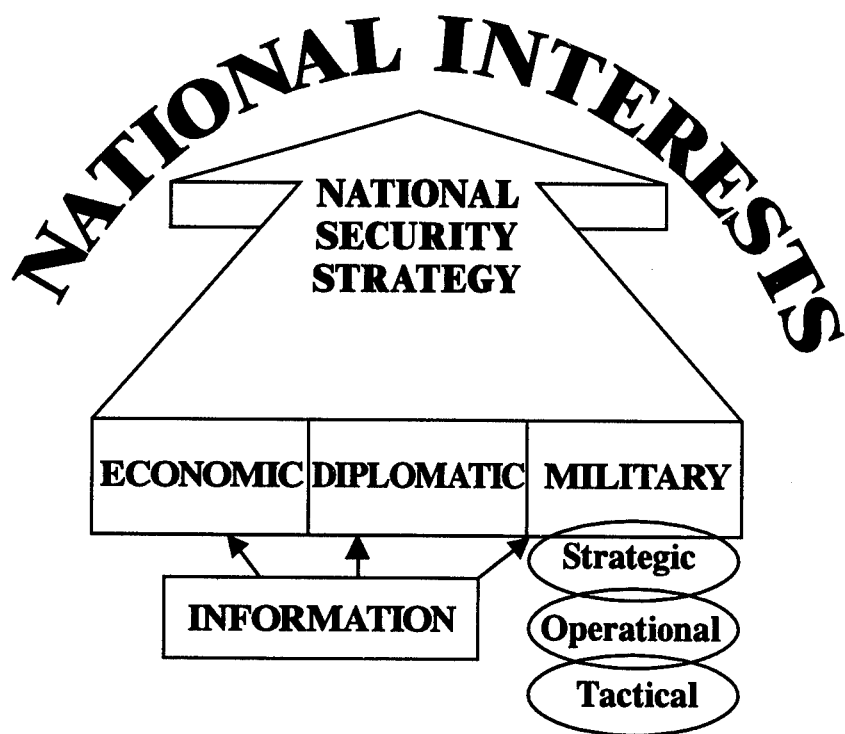 NATIONAL INTERESTS
NATIONAL
SECURITY
STRATEGY
ECONOMIC DIPLOMATIC MILITARY
Strategic
INFORMATION
Operational
Tactical